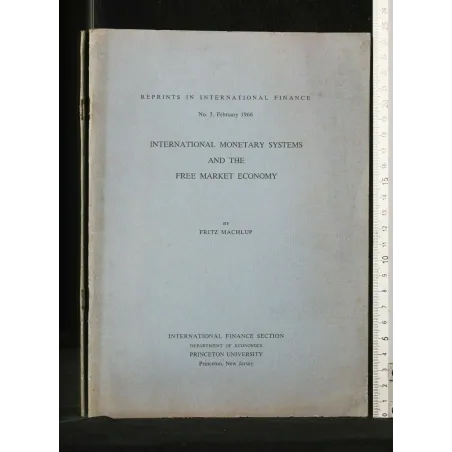 REPRINTS IN INTERNATIONAL FINANCE
No. 3, February 1966
INTERNATIONAL MONETARY SYSTEMS
AND THE
FREE MARKET ECONOMY
BY
FRITZ MACHLUP
INTERNATIONAL FINANCE SECTION
DEPARTMENT OF ECONOMICS
PRINCETON UNIVERSITY
Princeton, New Jersey